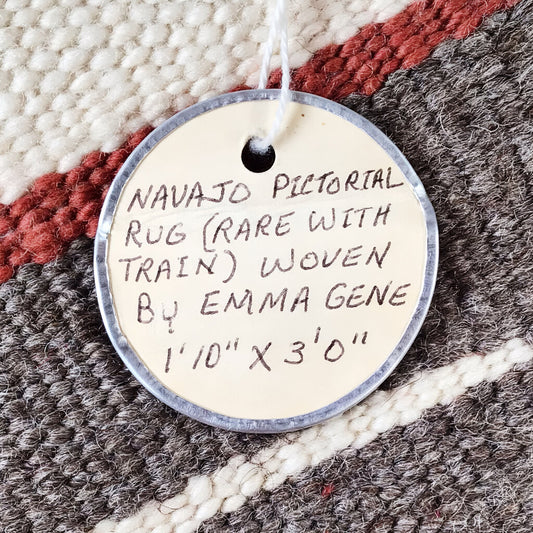 NAVAJO PICTORIAL
RUG (RARE WITH
TRAIN) WOVEN
By EMMA GENE
1'10" X 3'0"